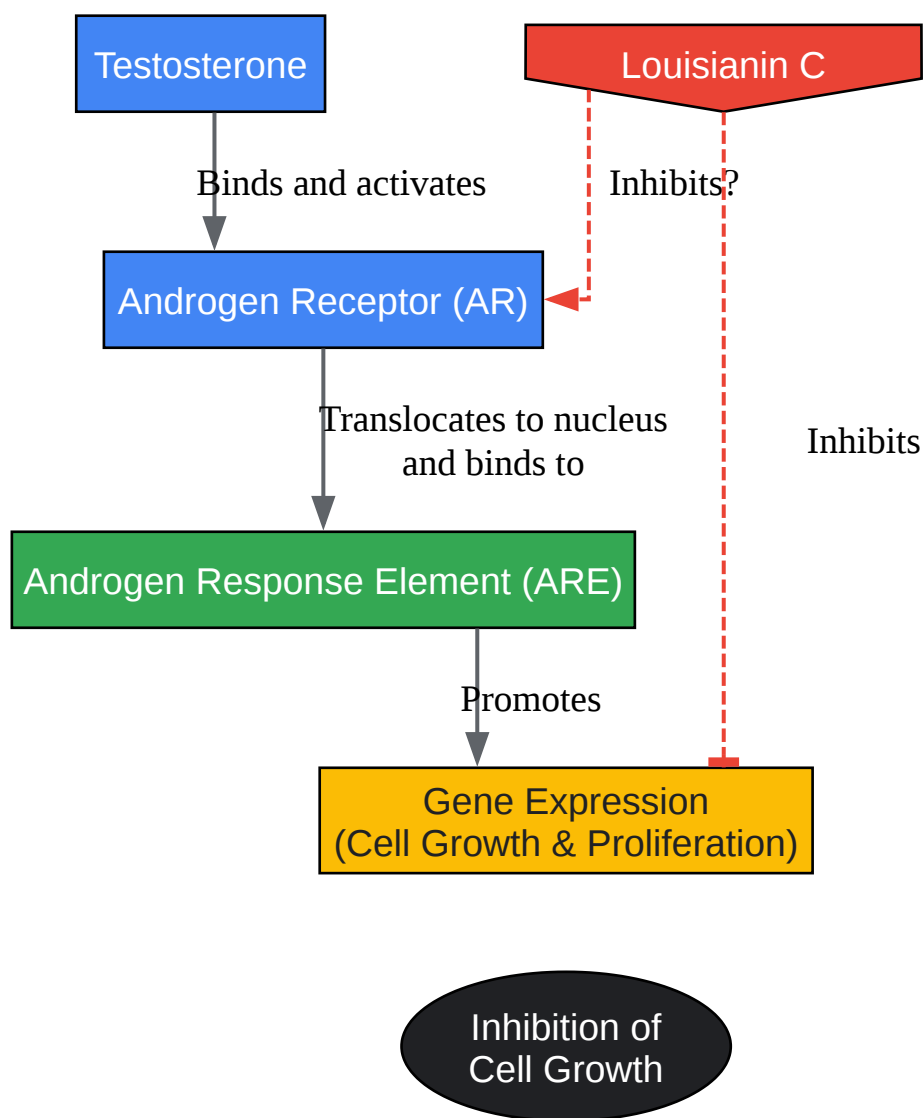 Testosterone
Louisianin C
Binds and activates
Inhibits?
Androgen Receptor (AR)
Translocates to nucleus
and binds to
Inhibits
Androgen Response Element (ARE)
Promotes
Gene Expression
(Cell Growth & Proliferation)
Inhibition of
Cell Growth